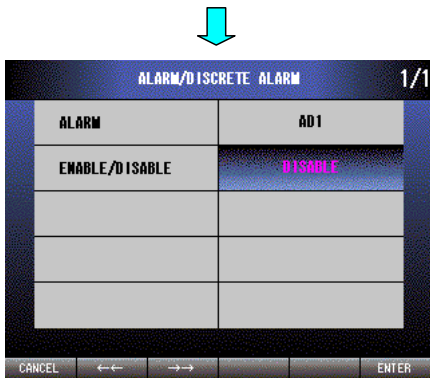 ALARM/DISCRETE ALARM 1/1
ALARM AD1
ENABLE/DISABLE DISABLE
CANCEL ←← →→ ENTER